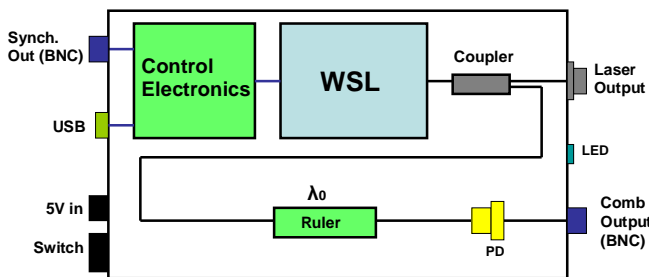 Synch.
Out (BNC)
Control
Electronics
WSL
Coupler
Laser
Output
USB
LED
λ0
5V in
Ruler
Comb
Output
(BNC)
Switch
PD